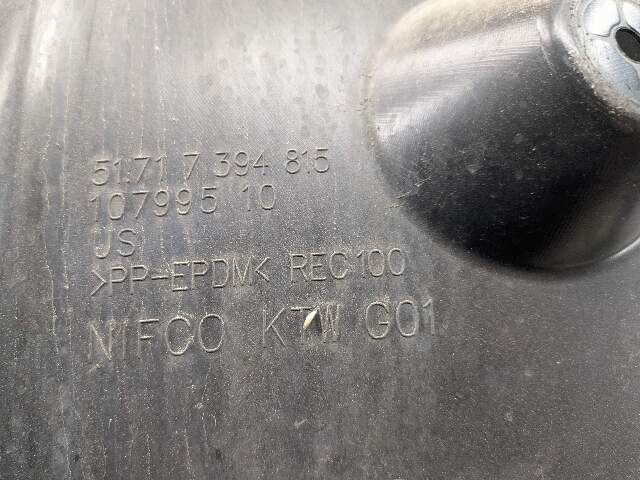 51.71 7 394 815
107995 10
JS
>PP-EPDM< REC100
NIFCO KTW G01